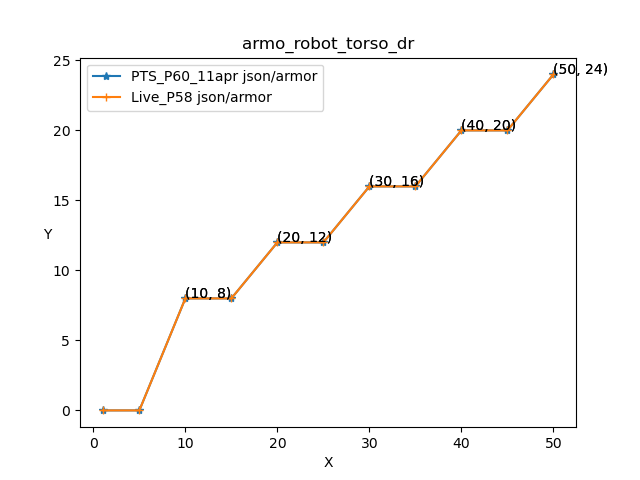 armo_robot_torso_dr
PTS_P60_11apr json/armor
Live_P58 json/armor
25
20
15
10
5
0
Y
(50, 24)
(40, 20)
(30, 16)
(20, 12)
(10, 8)
0 10 20 30 40 50
X